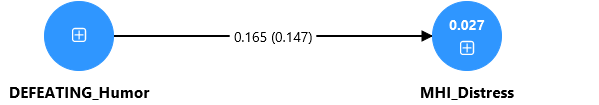 0.027
0.165 (0.147)
DEFEATING_Humor
MHI_Distress